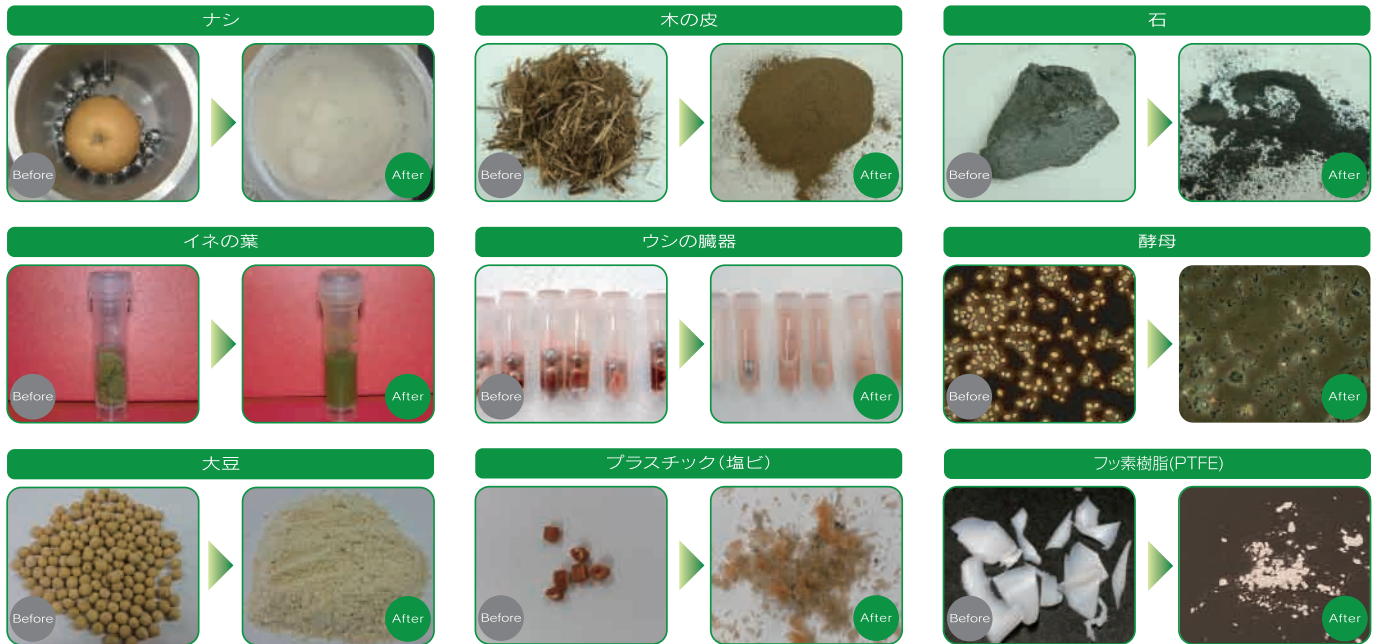 ナシ
木の皮
石
Before
After
Before
After
Before
After
イネの葉
ウシの臓器
酵母
Before
After
Before
After
Before
After
大豆
プラスチック(塩ビ)
フッ素樹脂(PTFE)
Before
After
Before
After
Before
After